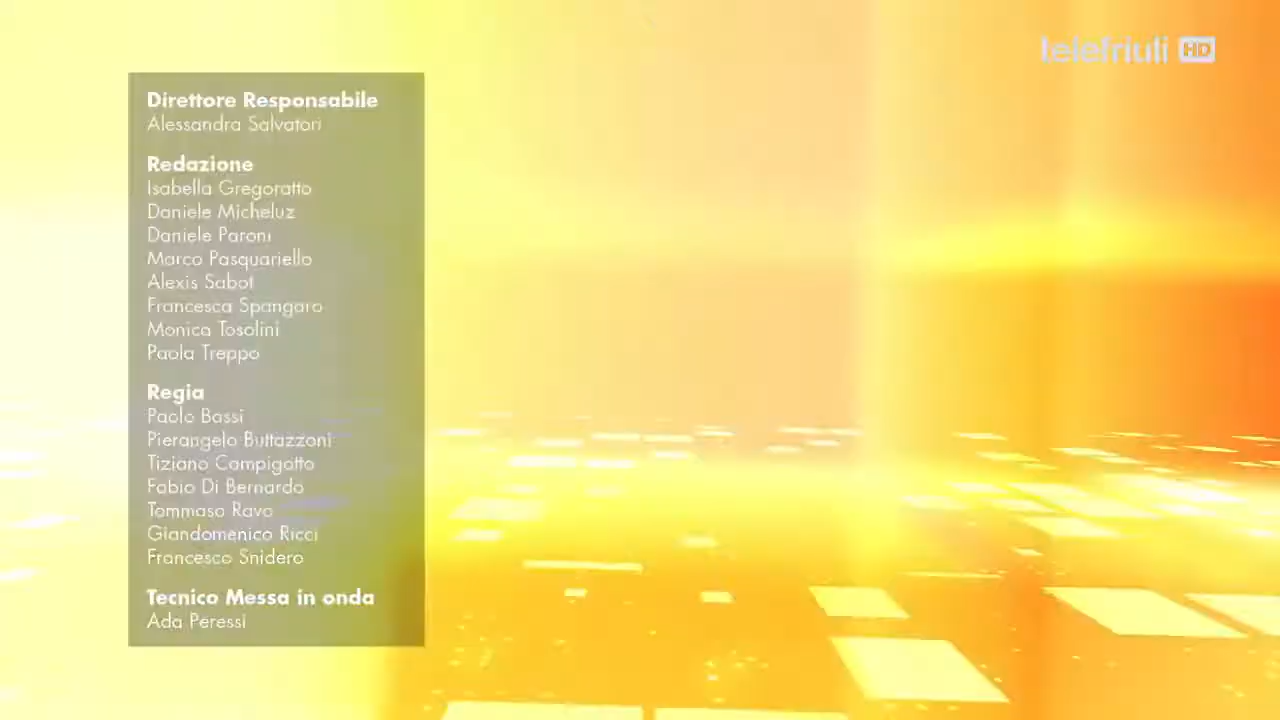 telefriuli HD
Direttore Responsabile
Alessandra Salvatori
Redazione
Isabella Gregoratto
Daniele Micheluz
Daniele Paroni
Marco Pasquariello
Alexis Sabot
Francesca Spangaro
Monica Tosolini
Paola Treppo
Regia
Paolo Bassi
Pierangelo Buttazzoni
Tiziano Campigotto
Fabio Di Bernardo
Tommaso Ravo
Giandomenico Ricci
Francesco Snidero
Tecnico Messa in onda
Ada Peressi